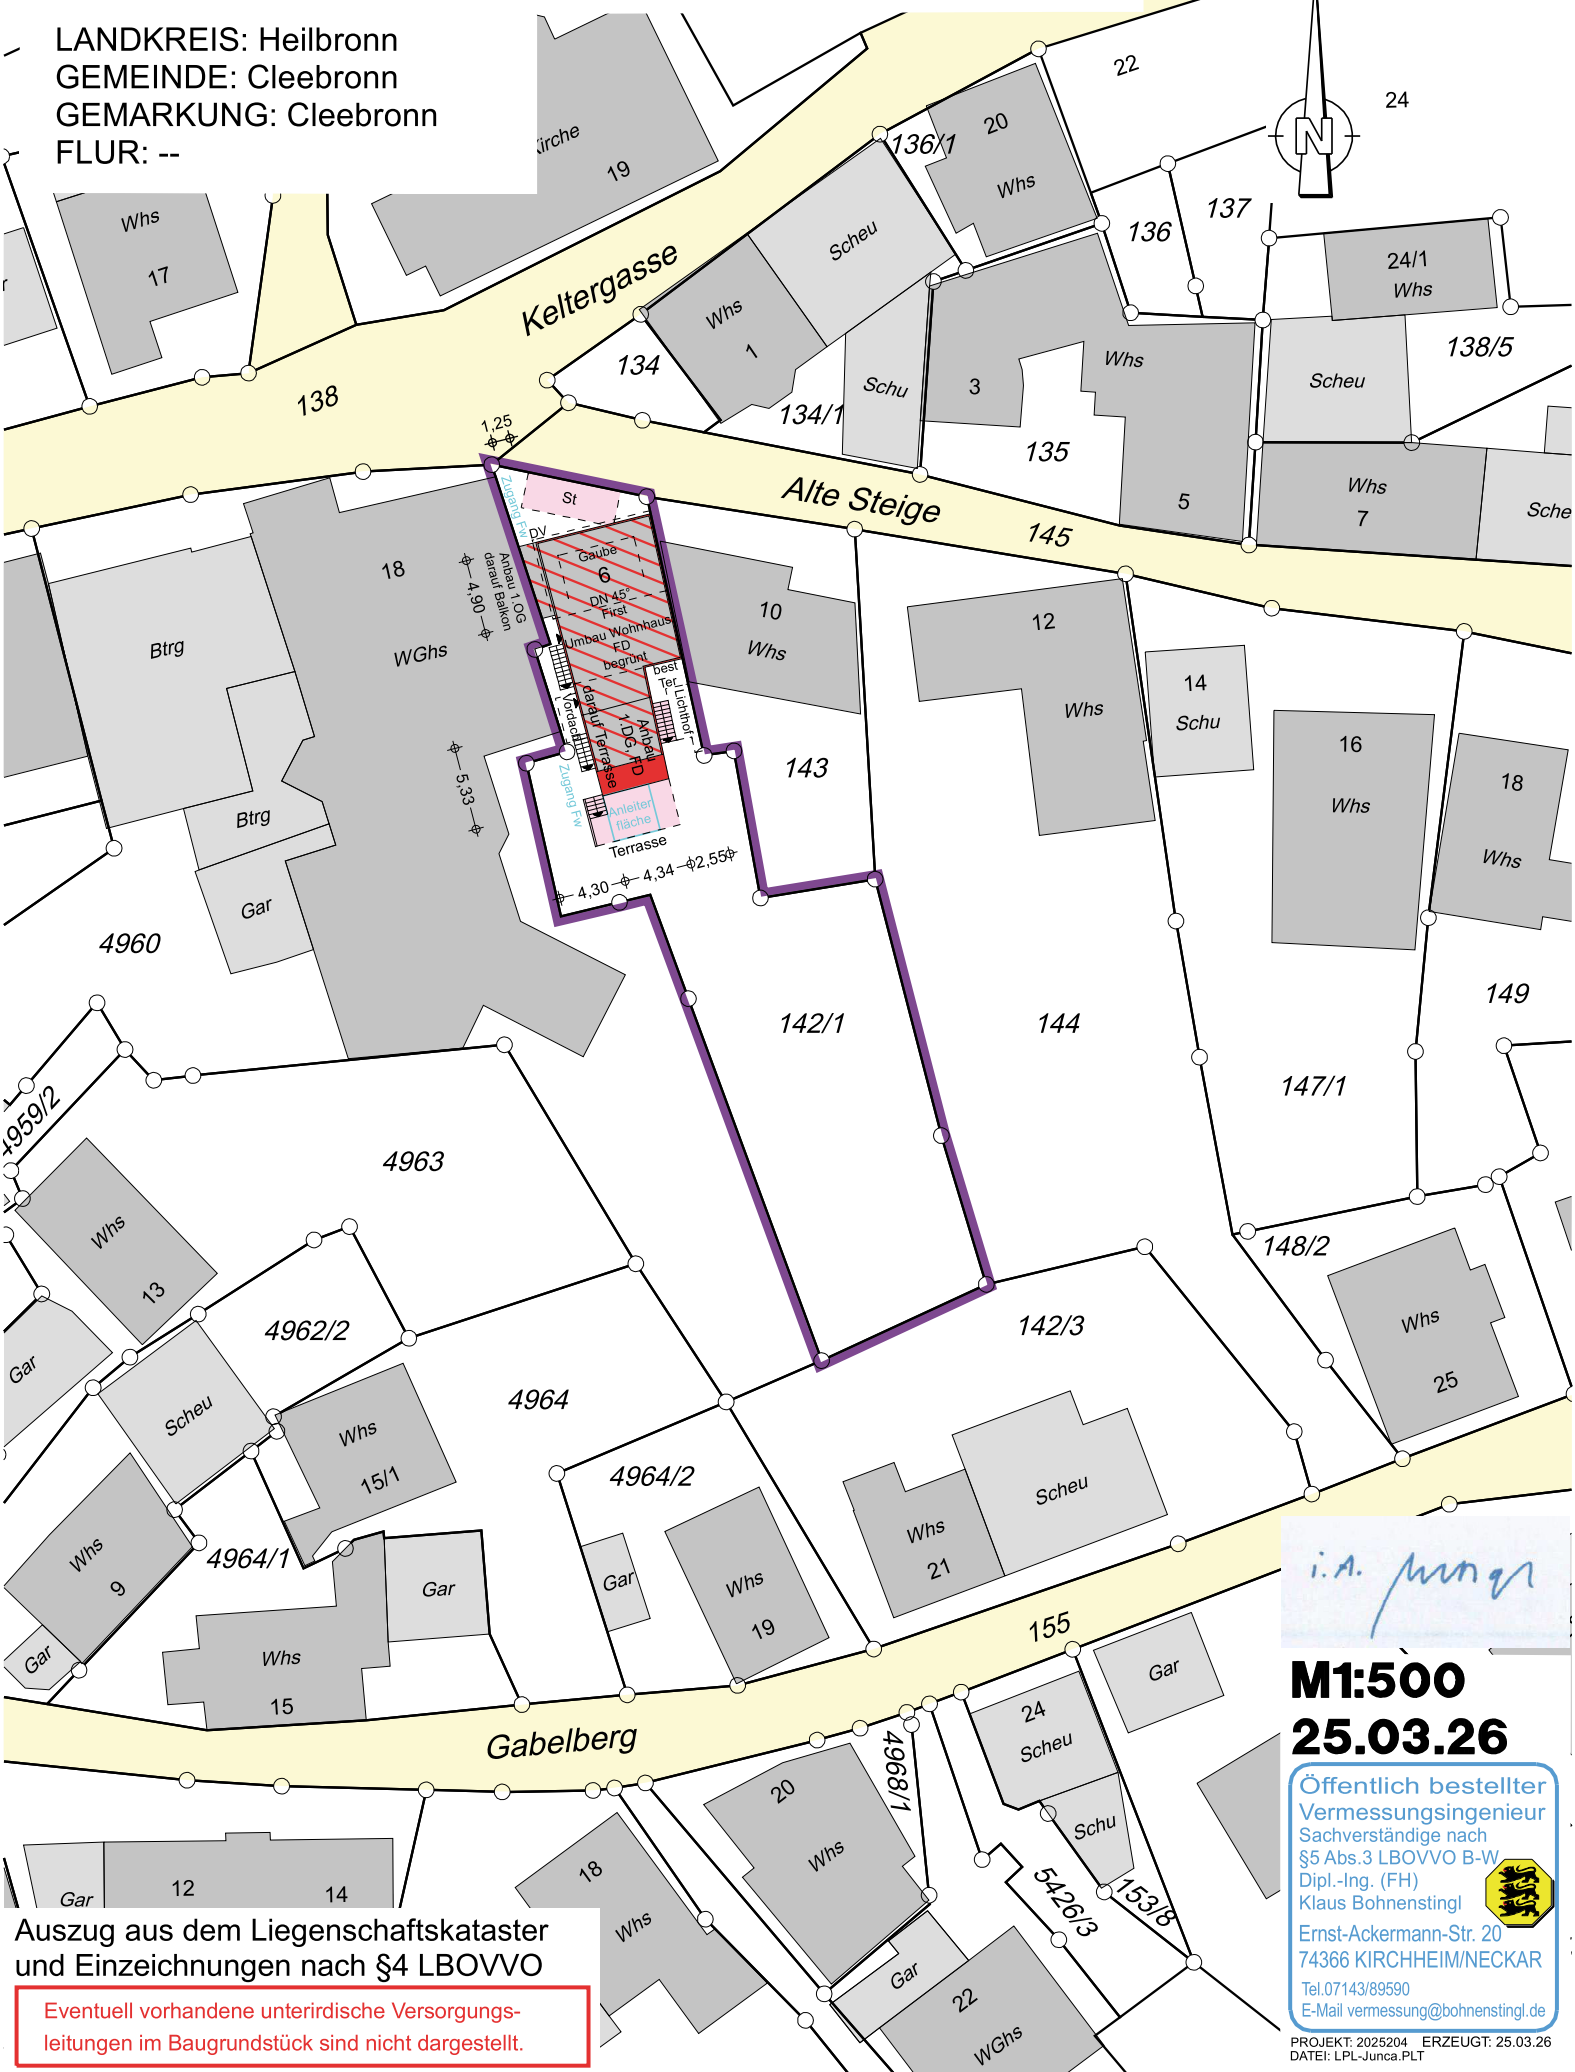 LANDKREIS: Heilbronn
GEMEINDE: Cleebronn
GEMARKUNG: Cleebronn
FLUR: --
Kirche
19
Whs
17
22
24
N
20
Whs
136/1
136
137
24/1
Whs
138/5
Scheu
Whs
1
Keltergasse
134
134/1
Schu
3
Whs
135
5
Scheu
Whs
7
Sche
138
1,25
Alte Steige
145
Zugang Fw
St
DV
Gaube
6
DN 45°
First
Umbau Wohnhaus
FD
begrünt
best
Ter
Lichthof
Anbau 1.OG
darauf Balkon
4,90
Vordach
darauf Terrasse
Anbau
1.DG, FD
Zugang Fw
Anleiter
fläche
Terrasse
4,30
4,34
2,55
5,33
18
WGhs
Btrg
Btrg
Gar
4960
10
Whs
143
12
Whs
14
Schu
16
Whs
18
Whs
149
142/1
144
147/1
148/2
4959/2
4963
Whs
13
Gar
4962/2
Scheu
4964
142/3
Whs
25
Whs
15/1
4964/2
Whs
9
Gar
4964/1
Gar
Whs
15
Gar
Whs
19
Whs
21
Scheu
155
Gabelberg
Gar
24
Scheu
Schu
4968/1
20
Whs
18
Whs
5426/3
153/8
Gar
22
WGhs
Gar
12
14
i.A.
M1:500
25.03.26
Öffentlich bestellter
Vermessungsingenieur
Sachverständige nach
§5 Abs.3 LBOVVO B-W
Dipl.-Ing. (FH)
Klaus Bohnenstingl
Ernst-Ackermann-Str. 20
74366 KIRCHHEIM/NECKAR
Tel.07143/89590
E-Mail vermessung@bohnenstingl.de
PROJEKT: 2025204 ERZEUGT: 25.03.26
DATEI: LPL-Junca.PLT
Auszug aus dem Liegenschaftskataster
und Einzeichnungen nach §4 LBOVVO
Eventuell vorhandene unterirdische Versorgungs-
leitungen im Baugrundstück sind nicht dargestellt.